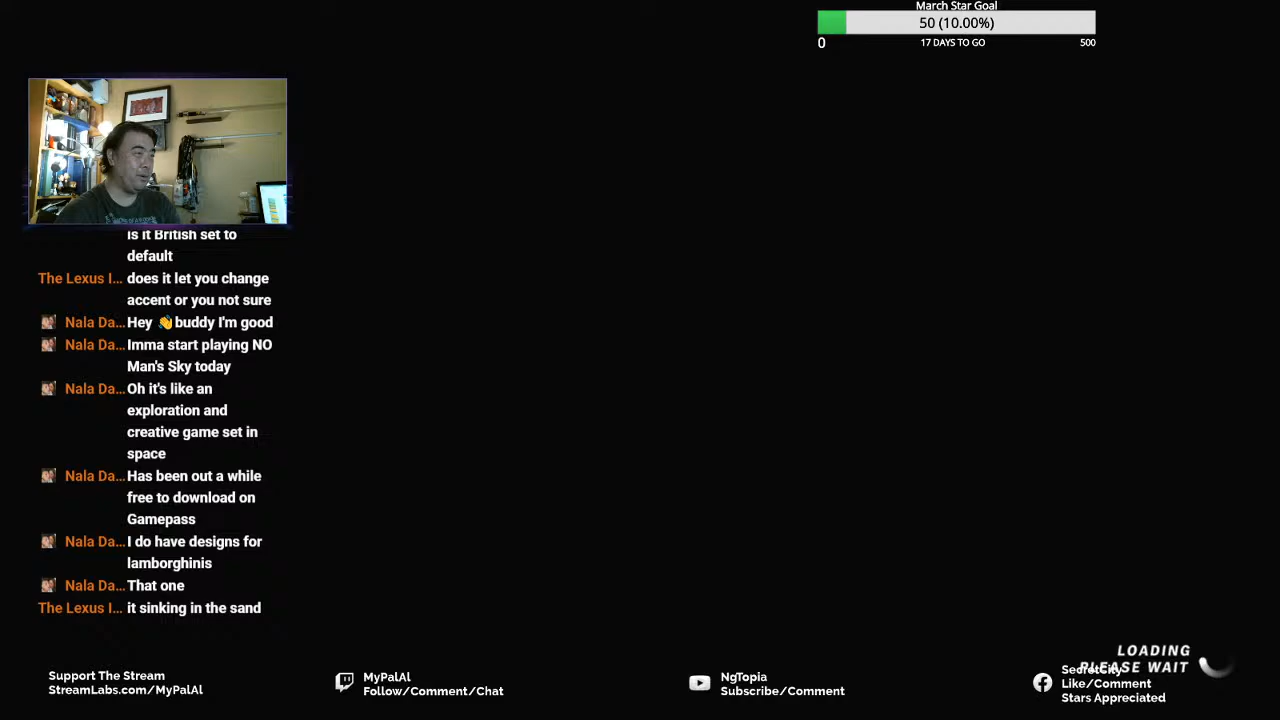 March Star Goal
50 (10.00%)
0
17 DAYS TO GO
500
is it British set to
default
The Lexus I... does it let you change
accent or you not sure
Nala Da... Hey 👋 buddy I'm good
Nala Da... Imma start playing NO
Man's Sky today
Nala Da... Oh it's like an
exploration and
creative game set in
space
Nala Da... Has been out a while
free to download on
Gamepass
Nala Da... I do have designs for
lamborghinis
Nala Da... That one
The Lexus I... it sinking in the sand
LOADING
PLEASE WAIT
Support The Stream
StreamLabs.com/MyPalAl
MyPalAl
Follow/Comment/Chat
NgTopia
Subscribe/Comment
SecretCity
Like/Comment
Stars Appreciated